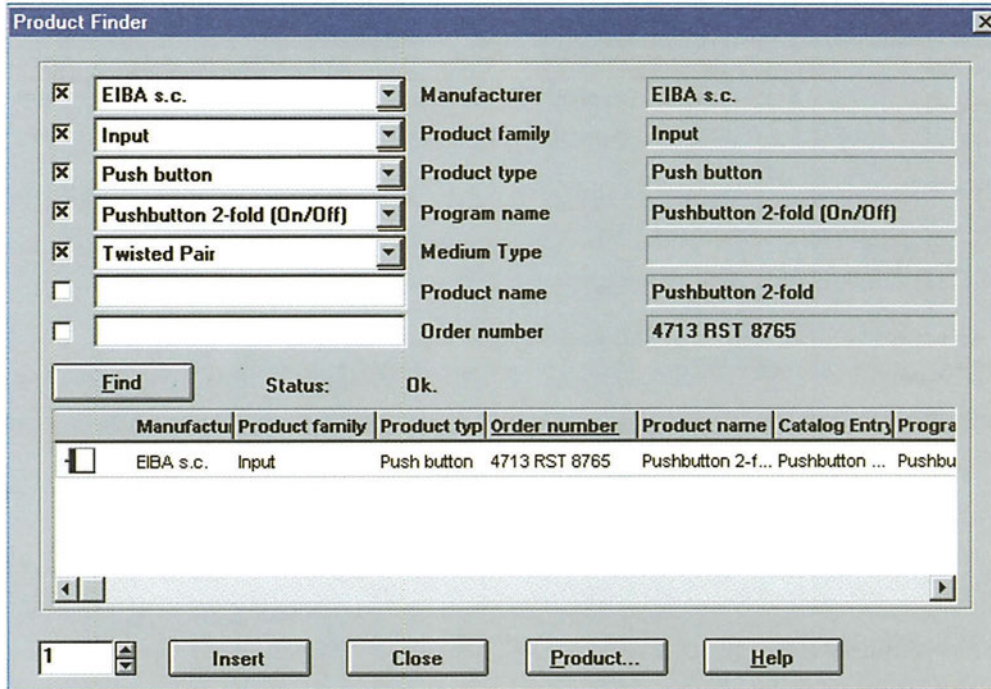 Product Finder
EIBA s.c. Manufacturer EIBA s.c.
Input Product family Input
Push button Product type Push button
Pushbutton 2-fold (On/Off) Program name Pushbutton 2-fold (On/Off)
Twisted Pair Medium Type
Product name Pushbutton 2-fold
Order number 4713 RST 8765
Find Status: Ok.
Manufactu Product family Product typ Order number Product name Catalog Entry Progra
EIBA s.c. Input Push button 4713 RST 8765 Pushbutton 2-f... Pushbutton ... Pushbu
1 Insert Close Product... Help